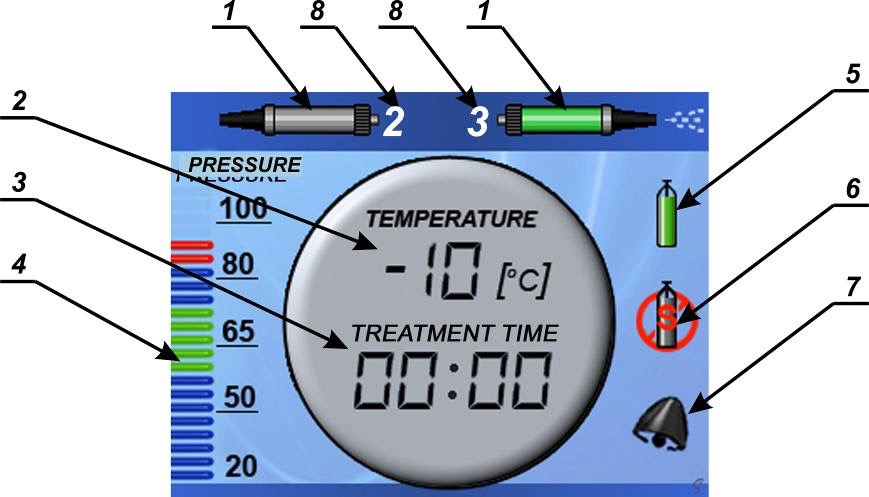 1 8 8 1
2 3
5
2
PRESSURE
PRESSURE
6
3
100
TEMPERATURE
-10 [°C]
4
80
7
65
TREATMENT TIME
S
00:00
50
20